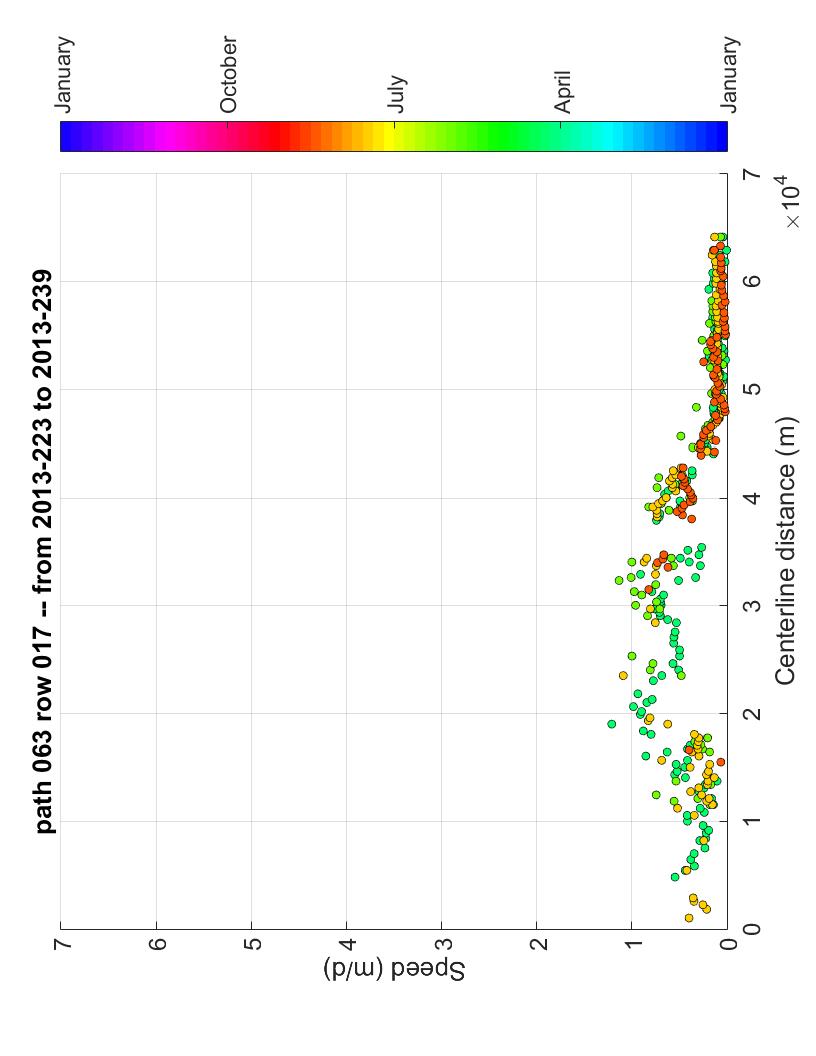 path 063 row 017 -- from 2013-223 to 2013-239
7
6
5
4
3
2
1
0
Speed (m/d)
0
1
2
3
4
5
6
7
×10^4
Centerline distance (m)
January
October
July
April
January